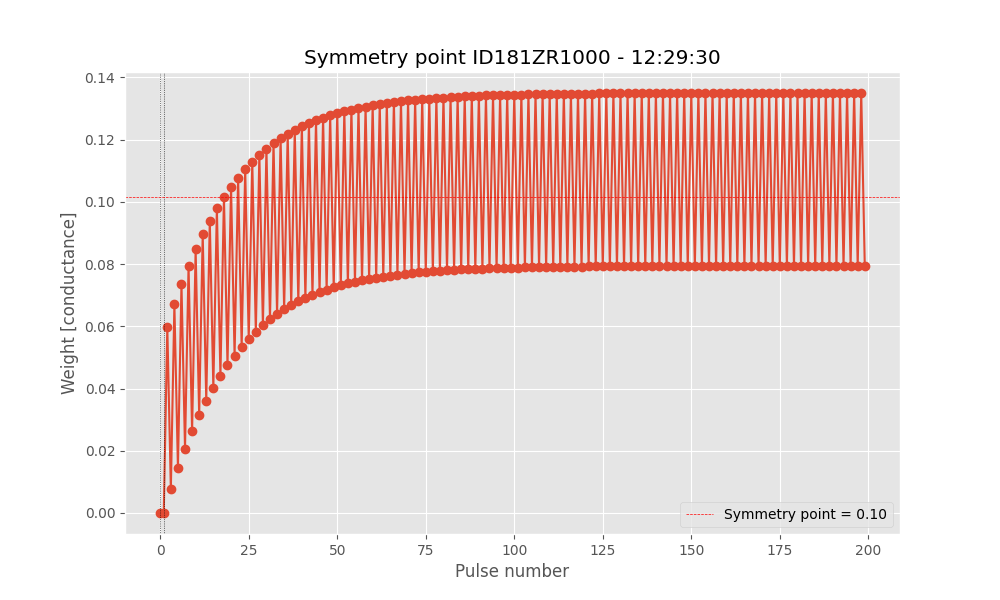 Symmetry point ID181ZR1000 - 12:29:30
0.14
0.12
0.10
0.08
0.06
0.04
0.02
0.00
Weight [conductance]
Symmetry point = 0.10
0 25 50 75 100 125 150 175 200
Pulse number